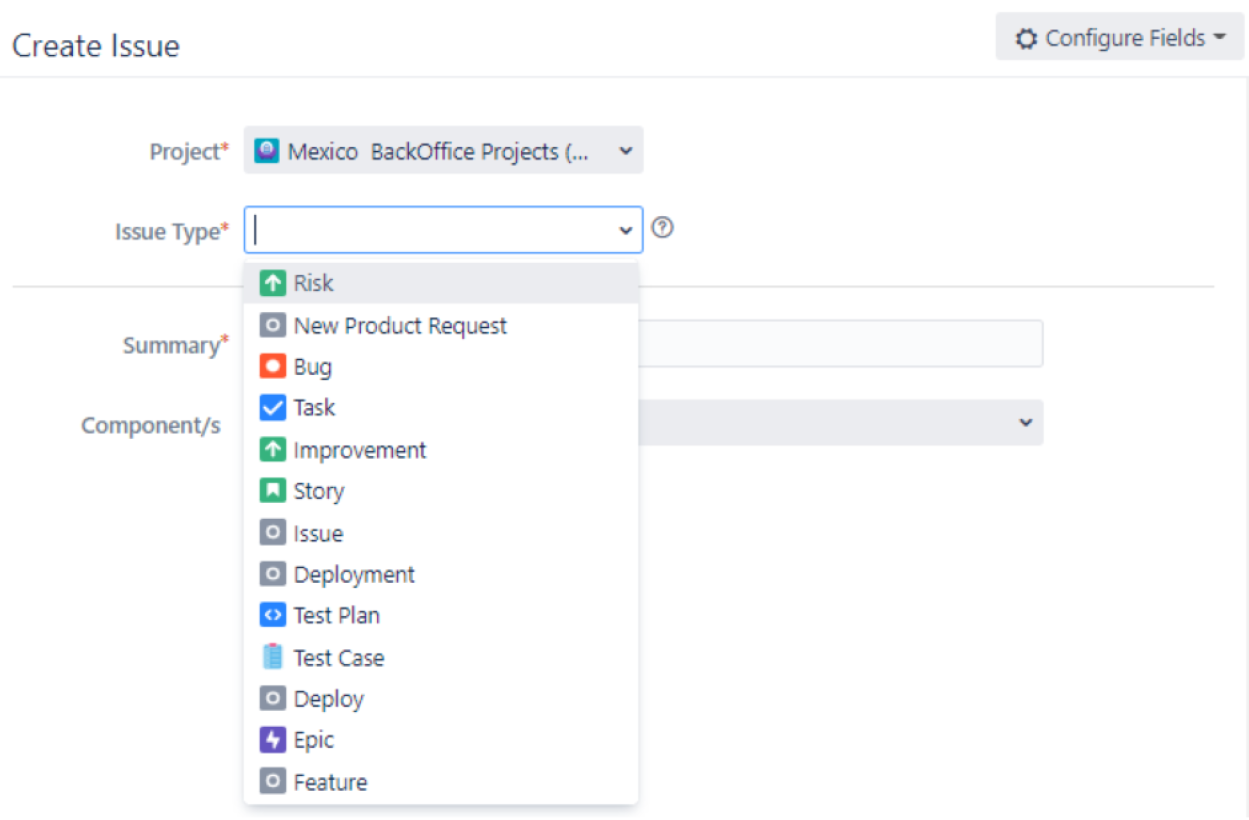 Create Issue
Configure Fields
Project*
Mexico BackOffice Projects (...
Issue Type*
Risk
New Product Request
Summary*
Bug
Task
Component/s
Improvement
Story
Issue
Deployment
Test Plan
Test Case
Deploy
Epic
Feature